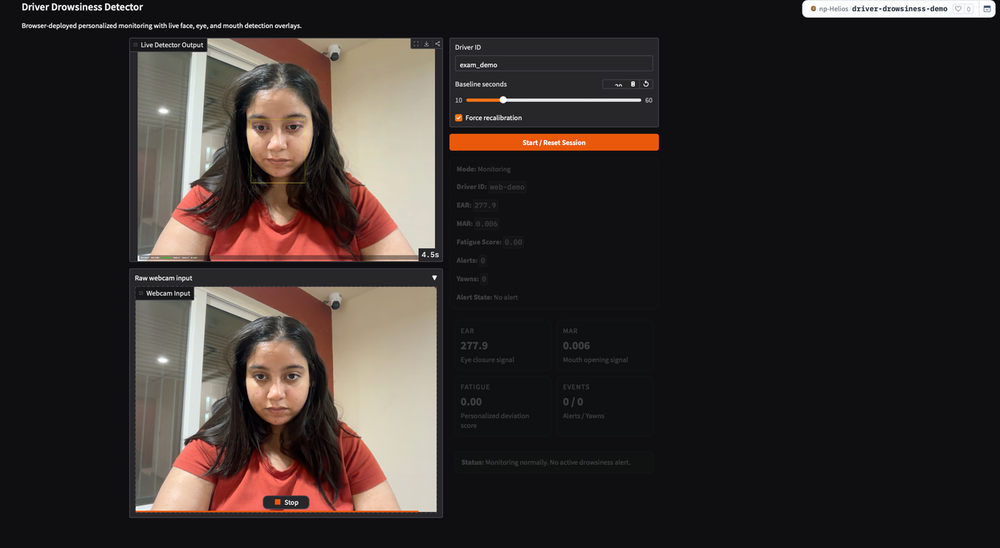 Driver Drowsiness Detector
np-Helios/driver-drowsiness-demo 0
Browser-deployed personalized monitoring with live face, eye, and mouth detection overlays.
Live Detector Output
4.5s
Raw webcam input
Webcam Input
Stop
Driver ID
exam_demo
Baseline seconds
10
60
Force recalibration
Start / Reset Session
Mode: Monitoring
Driver ID: web-demo
EAR: 277.9
MAR: 0.006
Fatigue Score: 0.00
Alerts: 0
Yawns: 0
Alert State: No alert
EAR
277.9
Eye closure signal
MAR
0.006
Mouth opening signal
FATIGUE
0.00
Personalized deviation
score
EVENTS
0 / 0
Alerts / Yawns
Status: Monitoring normally. No active drowsiness alert.